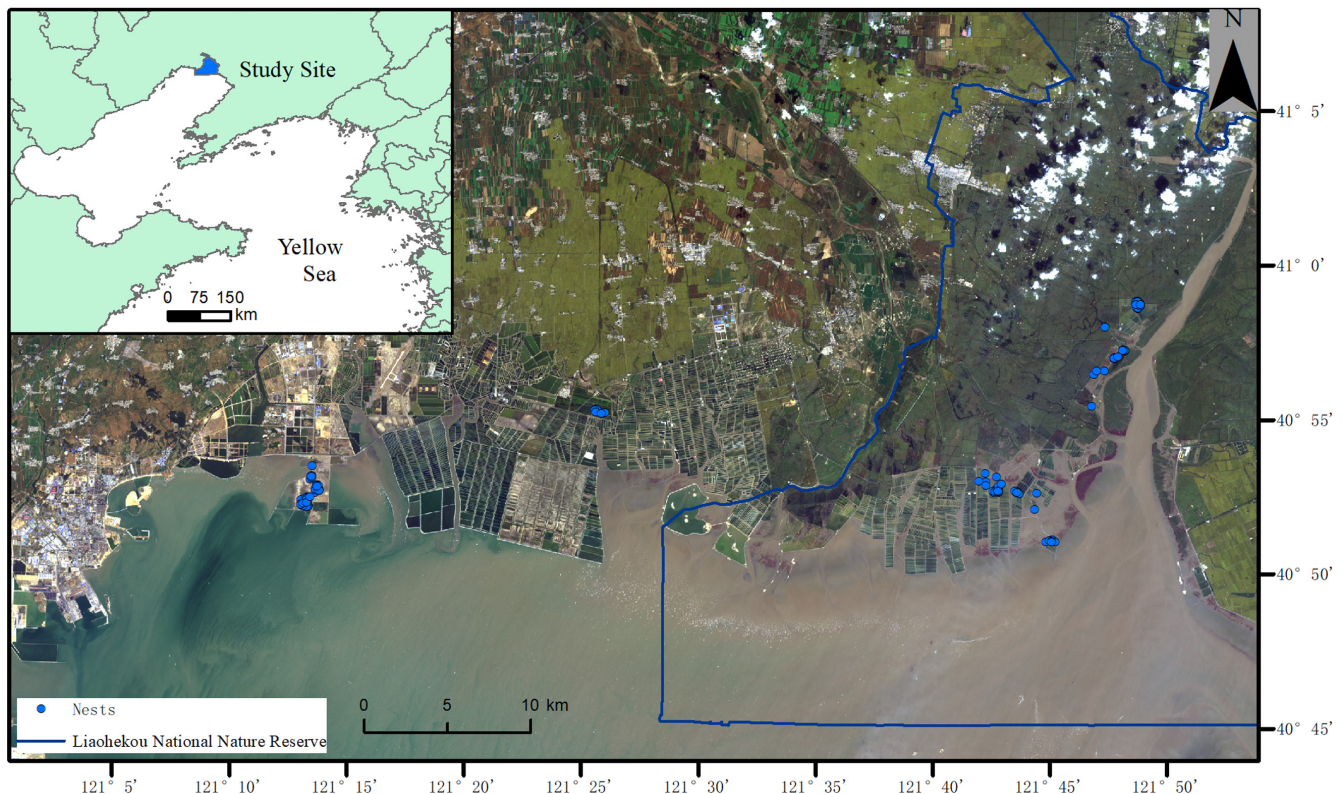 N
Study Site
Yellow
Sea
0 75 150
km
41° 5′
41° 0′
40° 55′
40° 50′
40° 45′
0 5 10 km
Nests
Liaohekou National Nature Reserve
121° 5′ 121° 10′ 121° 15′ 121° 20′ 121° 25′ 121° 30′ 121° 35′ 121° 40′ 121° 45′ 121° 50′